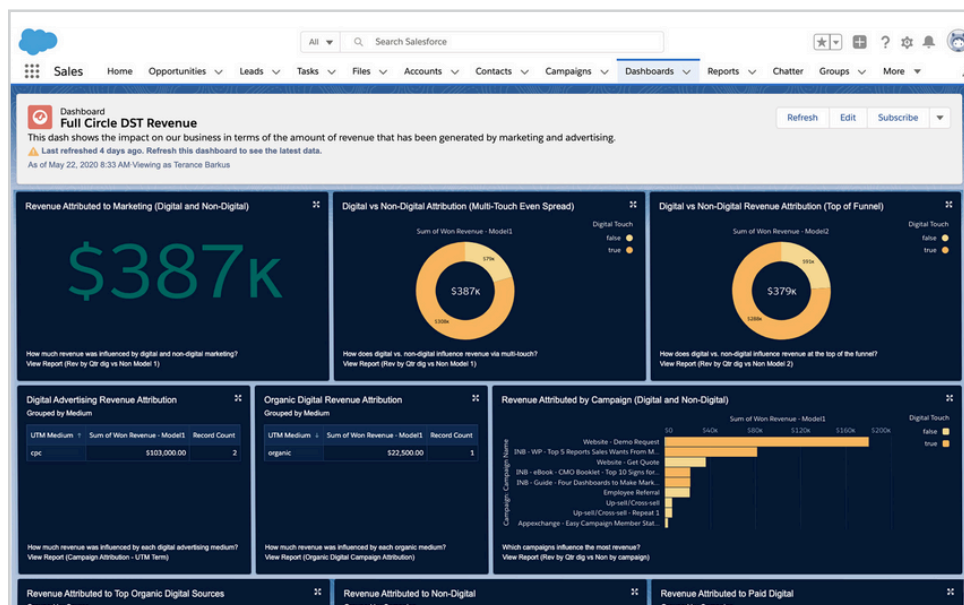 All
Search Salesforce
Sales
Home
Opportunities
Leads
Tasks
Files
Accounts
Contacts
Campaigns
Dashboards
Reports
Chatter
Groups
More
Dashboard
Full Circle DST Revenue
This dash shows the impact on our business in terms of the amount of revenue that has been generated by marketing and advertising.
Last refreshed 4 days ago. Refresh this dashboard to see the latest data.
As of May 22, 2020 8:33 AM·Viewing as Terance Barkus
Refresh
Edit
Subscribe
Revenue Attributed to Marketing (Digital and Non-Digital)
$387K
How much revenue was influenced by digital and non-digital marketing?
View Report (Rev by Qtr dig vs Non Model 1)
Digital vs Non-Digital Attribution (Multi-Touch Even Spread)
Sum of Won Revenue - Model1
Digital Touch
false
true
$79K
$387K
$308K
How does digital vs. non-digital influence revenue via multi-touch?
View Report (Rev by Qtr dig vs Non Model 1)
Digital vs Non-Digital Revenue Attribution (Top of Funnel)
Sum of Won Revenue - Model2
Digital Touch
false
true
$91K
$379K
$288K
How does digital vs. non-digital influence revenue at the top of the funnel?
View Report (Rev by Qtr dig vs Non Model 2)
Digital Advertising Revenue Attribution
Grouped by Medium
UTM Medium ↑ Sum of Won Revenue - Model1 Record Count
cpc $103,000.00 2
How much revenue was influenced by each digital advertising medium?
View Report (Campaign Attribution - UTM Term)
Organic Digital Revenue Attribution
Grouped by Medium
UTM Medium ↓ Sum of Won Revenue - Model1 Record Count
organic $22,500.00 1
How much revenue was influenced by each organic medium?
View Report (Organic Digital Campaign Attribution)
Revenue Attributed by Campaign (Digital and Non-Digital)
Sum of Won Revenue - Model1
$0 $40K $80K $120K $160K $200K
Digital Touch
false
true
Campaign: Campaign Name
Website - Demo Request
INB - WP - Top 5 Reports Sales Wants From M...
Website - Get Quote
INB - eBook - CMO Booklet - Top 10 Signs for...
INB - Guide - Four Dashboards to Make Mark...
Employee Referral
Up-sell/Cross-sell
Up-sell/Cross-sell - Repeat 1
Appexchange - Easy Campaign Member Stat...
Which campaigns influence the most revenue?
View Report (Rev by Qtr dig vs Non by campaign)
Revenue Attributed to Top Organic Digital Sources
Revenue Attributed to Non-Digital
Revenue Attributed to Paid Digital